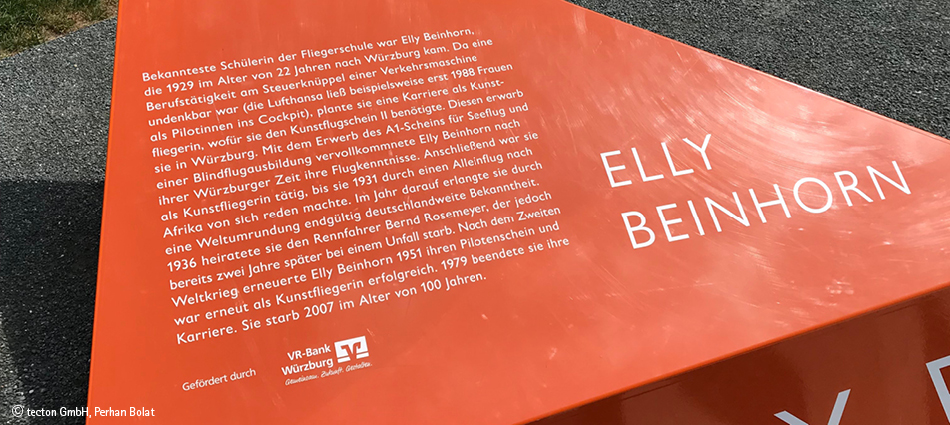 Bekannteste Schülerin der Fliegerschule war Elly Beinhorn,
die 1929 im Alter von 22 Jahren nach Würzburg kam. Da eine
Berufstätigkeit am Steuerknüppel einer Verkehrsmaschine
undenkbar war (die Lufthansa ließ beispielsweise erst 1988 Frauen
als Pilotinnen ins Cockpit), plante sie eine Karriere als Kunst-
fliegerin, wofür sie den Kunstflugschein II benötigte. Diesen erwarb
sie in Würzburg. Mit dem Erwerb des A1-Scheins für Seeflug und
einer Blindflugausbildung vervollkommnete Elly Beinhorn nach
ihrer Würzburger Zeit ihre Flugkenntnisse. Anschließend war sie
als Kunstfliegerin tätig, bis sie 1931 durch einen Alleinflug nach
Afrika von sich reden machte. Im Jahr darauf erlangte sie durch
eine Weltumrundung endgültig deutschlandweite Bekanntheit.
1936 heiratete sie den Rennfahrer Bernd Rosemeyer, der jedoch
bereits zwei Jahre später bei einem Unfall starb. Nach dem Zweiten
Weltkrieg erneuerte Elly Beinhorn 1951 ihren Pilotenschein und
war erneut als Kunstfliegerin erfolgreich. 1979 beendete sie ihre
Karriere. Sie starb 2007 im Alter von 100 Jahren.
ELLY
BEINHORN
Gefördert durch
VR-Bank
Würzburg
Gemeinsam. Zukunft. Gestalten.
© tecton GmbH, Perhan Bolat